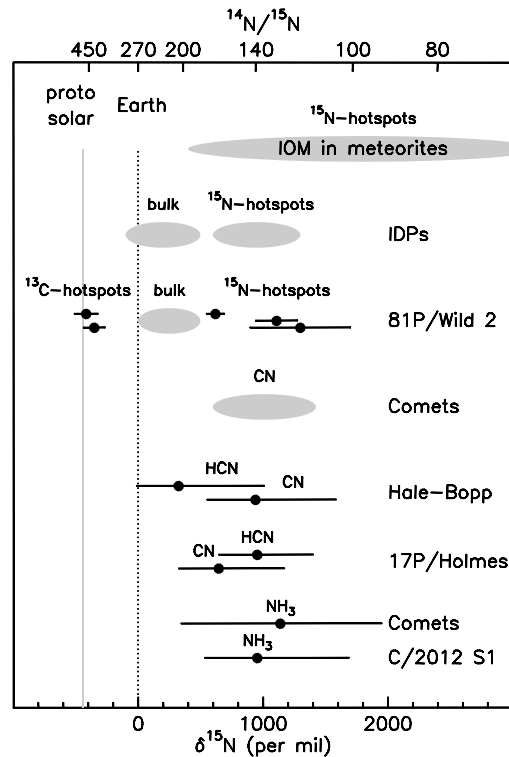 ¹⁴N/¹⁵N
450 270 200 140 100 80
proto
solar
Earth
¹⁵N-hotspots
IOM in meteorites
bulk ¹⁵N-hotspots
IDPs
¹³C-hotspots bulk ¹⁵N-hotspots
81P/Wild 2
CN
Comets
HCN
CN
Hale-Bopp
HCN
CN
17P/Holmes
NH₃
Comets
NH₃
C/2012 S1
0 1000 2000
δ¹⁵N (per mil)